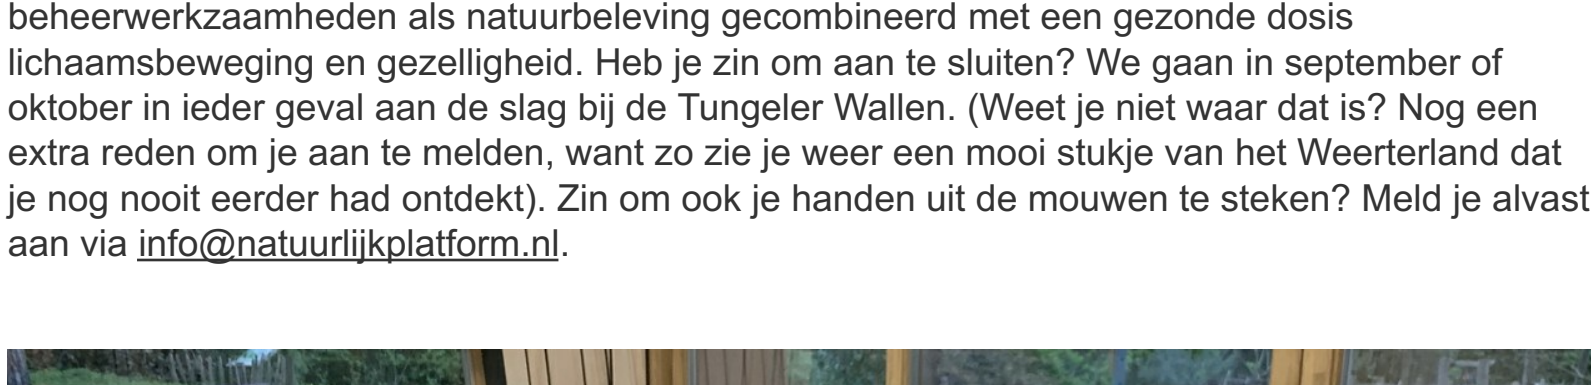 beheerwerkzaamheden als natuurbeleving gecombineerd met een gezonde dosis
lichaamsbeweging en gezelligheid. Heb je zin om aan te sluiten? We gaan in september of
oktober in ieder geval aan de slag bij de Tungeler Wallen. (Weet je niet waar dat is? Nog een
extra reden om je aan te melden, want zo zie je weer een mooi stukje van het Weerterland dat
je nog nooit eerder had ontdekt). Zin om ook je handen uit de mouwen te steken? Meld je alvast
aan via info@natuurlijkplatform.nl.